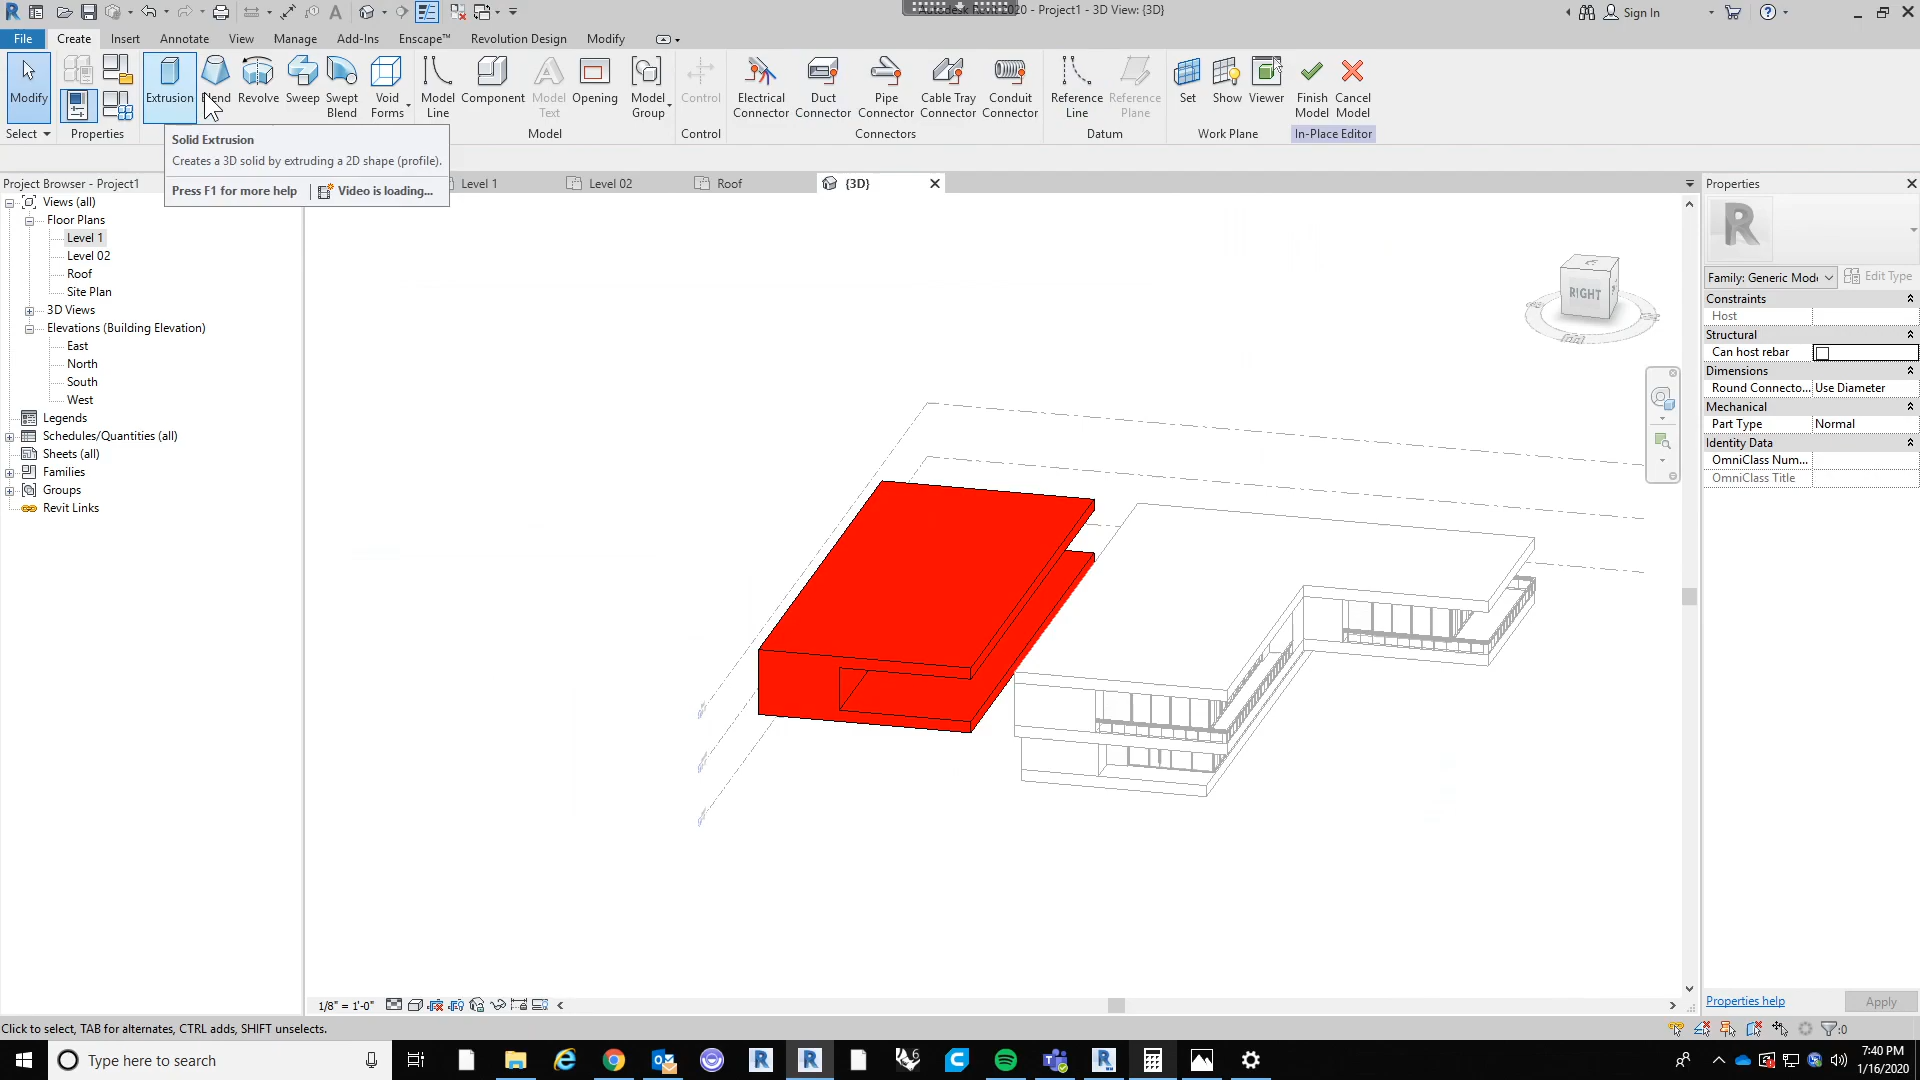 Autodesk Revit 2020 - Project1 - 3D View: {3D}
Sign In
File Create Insert Annotate View Manage Add-Ins Enscape™ Revolution Design Modify
Modify
Extrusion
Blend
Revolve
Sweep
Swept Blend
Void Forms
Model Line
Component
Model Text
Opening
Model Group
Control
Electrical Connector
Duct Connector
Pipe Connector
Cable Tray Connector
Conduit Connector
Reference Line
Reference Plane
Set
Show
Viewer
Finish Model
Cancel Model
Select
Properties
Model
Control
Connectors
Datum
Work Plane
In-Place Editor
Solid Extrusion
Creates a 3D solid by extruding a 2D shape (profile).
Press F1 for more help
Video is loading...
Project Browser - Project1
Level 1
Level 02
Roof
{3D}
Properties
Views (all)
Floor Plans
Level 1
Level 02
Roof
Site Plan
3D Views
Elevations (Building Elevation)
East
North
South
West
Legends
Schedules/Quantities (all)
Sheets (all)
Families
Groups
Revit Links
RIGHT
Family: Generic Mode
Edit Type
Constraints
Host
Structural
Can host rebar
Dimensions
Round Connecto... Use Diameter
Mechanical
Part Type Normal
Identity Data
OmniClass Num...
OmniClass Title
1/8" = 1'-0"
Properties help
Apply
Click to select, TAB for alternates, CTRL adds, SHIFT unselects.
:0
Type here to search
7:40 PM
1/16/2020